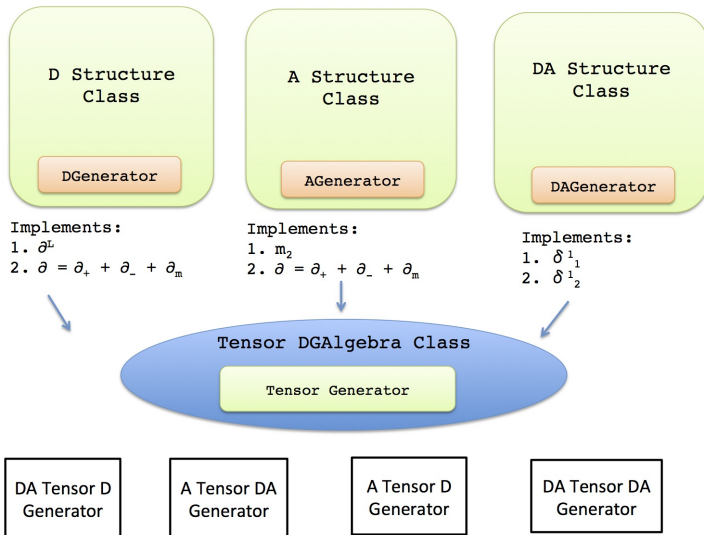 D Structure
Class
DGenerator
Implements:
1. ∂ᴸ
2. ∂ = ∂₊ + ∂₋ + ∂ₘ
A Structure
Class
AGenerator
Implements:
1. m₂
2. ∂ = ∂₊ + ∂₋ + ∂ₘ
DA Structure
Class
DAGenerator
Implements:
1. δ¹₁
2. δ¹₂
Tensor DGAlgebra Class
Tensor Generator
DA Tensor D
Generator
A Tensor DA
Generator
A Tensor D
Generator
DA Tensor DA
Generator